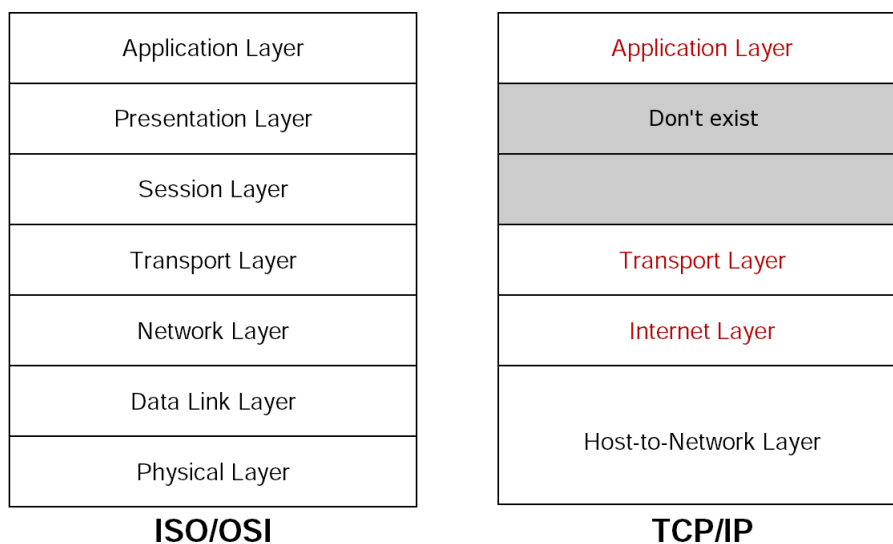 Application Layer
Presentation Layer
Session Layer
Transport Layer
Network Layer
Data Link Layer
Physical Layer
ISO/OSI
Application Layer
Don't exist
Transport Layer
Internet Layer
Host-to-Network Layer
TCP/IP